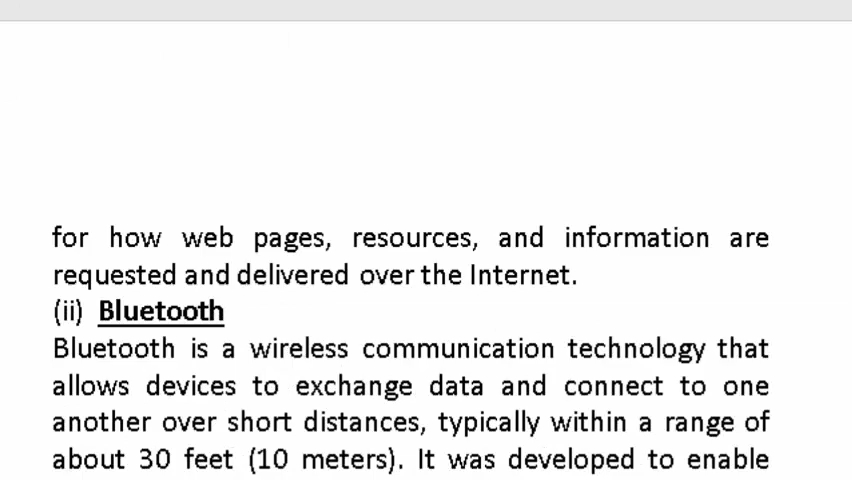 for how web pages, resources, and information are
requested and delivered over the Internet.
(ii) Bluetooth
Bluetooth is a wireless communication technology that
allows devices to exchange data and connect to one
another over short distances, typically within a range of
about 30 feet (10 meters). It was developed to enable